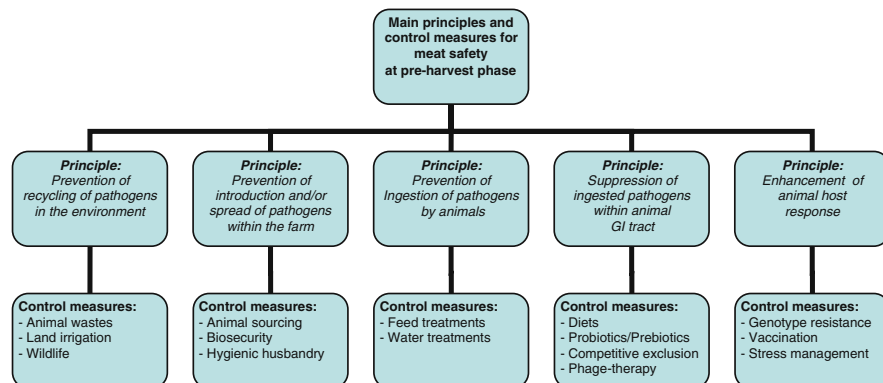 Main principles and
control measures for
meat safety
at pre-harvest phase
Principle:
Prevention of
recycling of pathogens
in the environment
Principle:
Prevention of
introduction and/or
spread of pathogens
within the farm
Principle:
Prevention of
Ingestion of pathogens
by animals
Principle:
Suppression of
ingested pathogens
within animal
GI tract
Principle:
Enhancement of
animal host
response
Control measures:
- Animal wastes
- Land irrigation
- Wildlife
Control measures:
- Animal sourcing
- Biosecurity
- Hygienic husbandry
Control measures:
- Feed treatments
- Water treatments
Control measures:
- Diets
- Probiotics/Prebiotics
- Competitive exclusion
- Phage-therapy
Control measures:
- Genotype resistance
- Vaccination
- Stress management